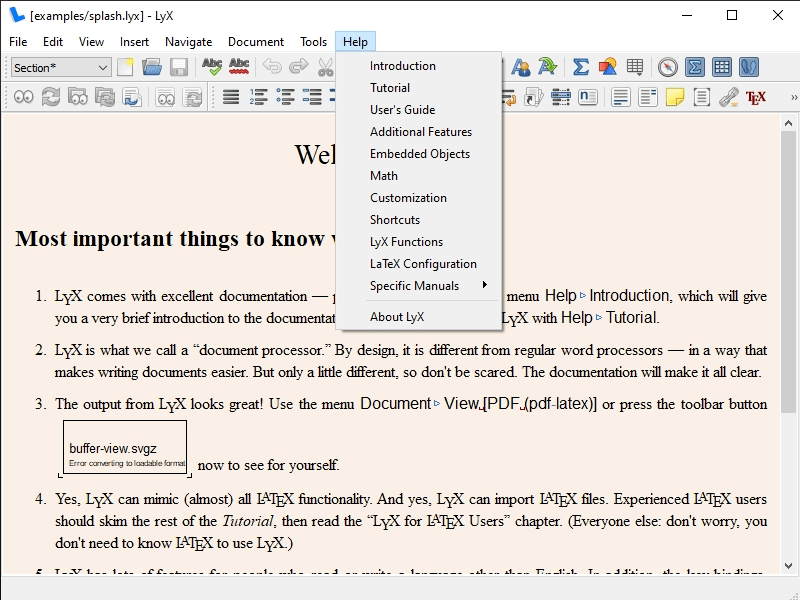 [examples/splash.lyx] - LyX
File Edit View Insert Navigate Document Tools Help
Section*
Abc Abc
TEX »
Introduction
Tutorial
User's Guide
Additional Features
Embedded Objects
Math
Customization
Shortcuts
LyX Functions
LaTeX Configuration
Specific Manuals
About LyX
Most important things to know
1. LyX comes with excellent documentation — menu Help ▹ Introduction, which will give
you a very brief introduction to the LyX with Help ▹ Tutorial.
2. LyX is what we call a “document processor.” By design, it is different from regular word processors — in a way that
makes writing documents easier. But only a little different, so don't be scared. The documentation will make it all clear.
3. The output from LyX looks great! Use the menu Document ▹ View [PDF (pdf-latex)] or press the toolbar button
buffer-view.svgz
Error converting to loadable format
now to see for yourself.
4. Yes, LyX can mimic (almost) all LATEX functionality. And yes, LyX can import LATEX files. Experienced LATEX users
should skim the rest of the Tutorial, then read the “LyX for LATEX Users” chapter. (Everyone else: don't worry, you
don't need to know LATEX to use LyX.)